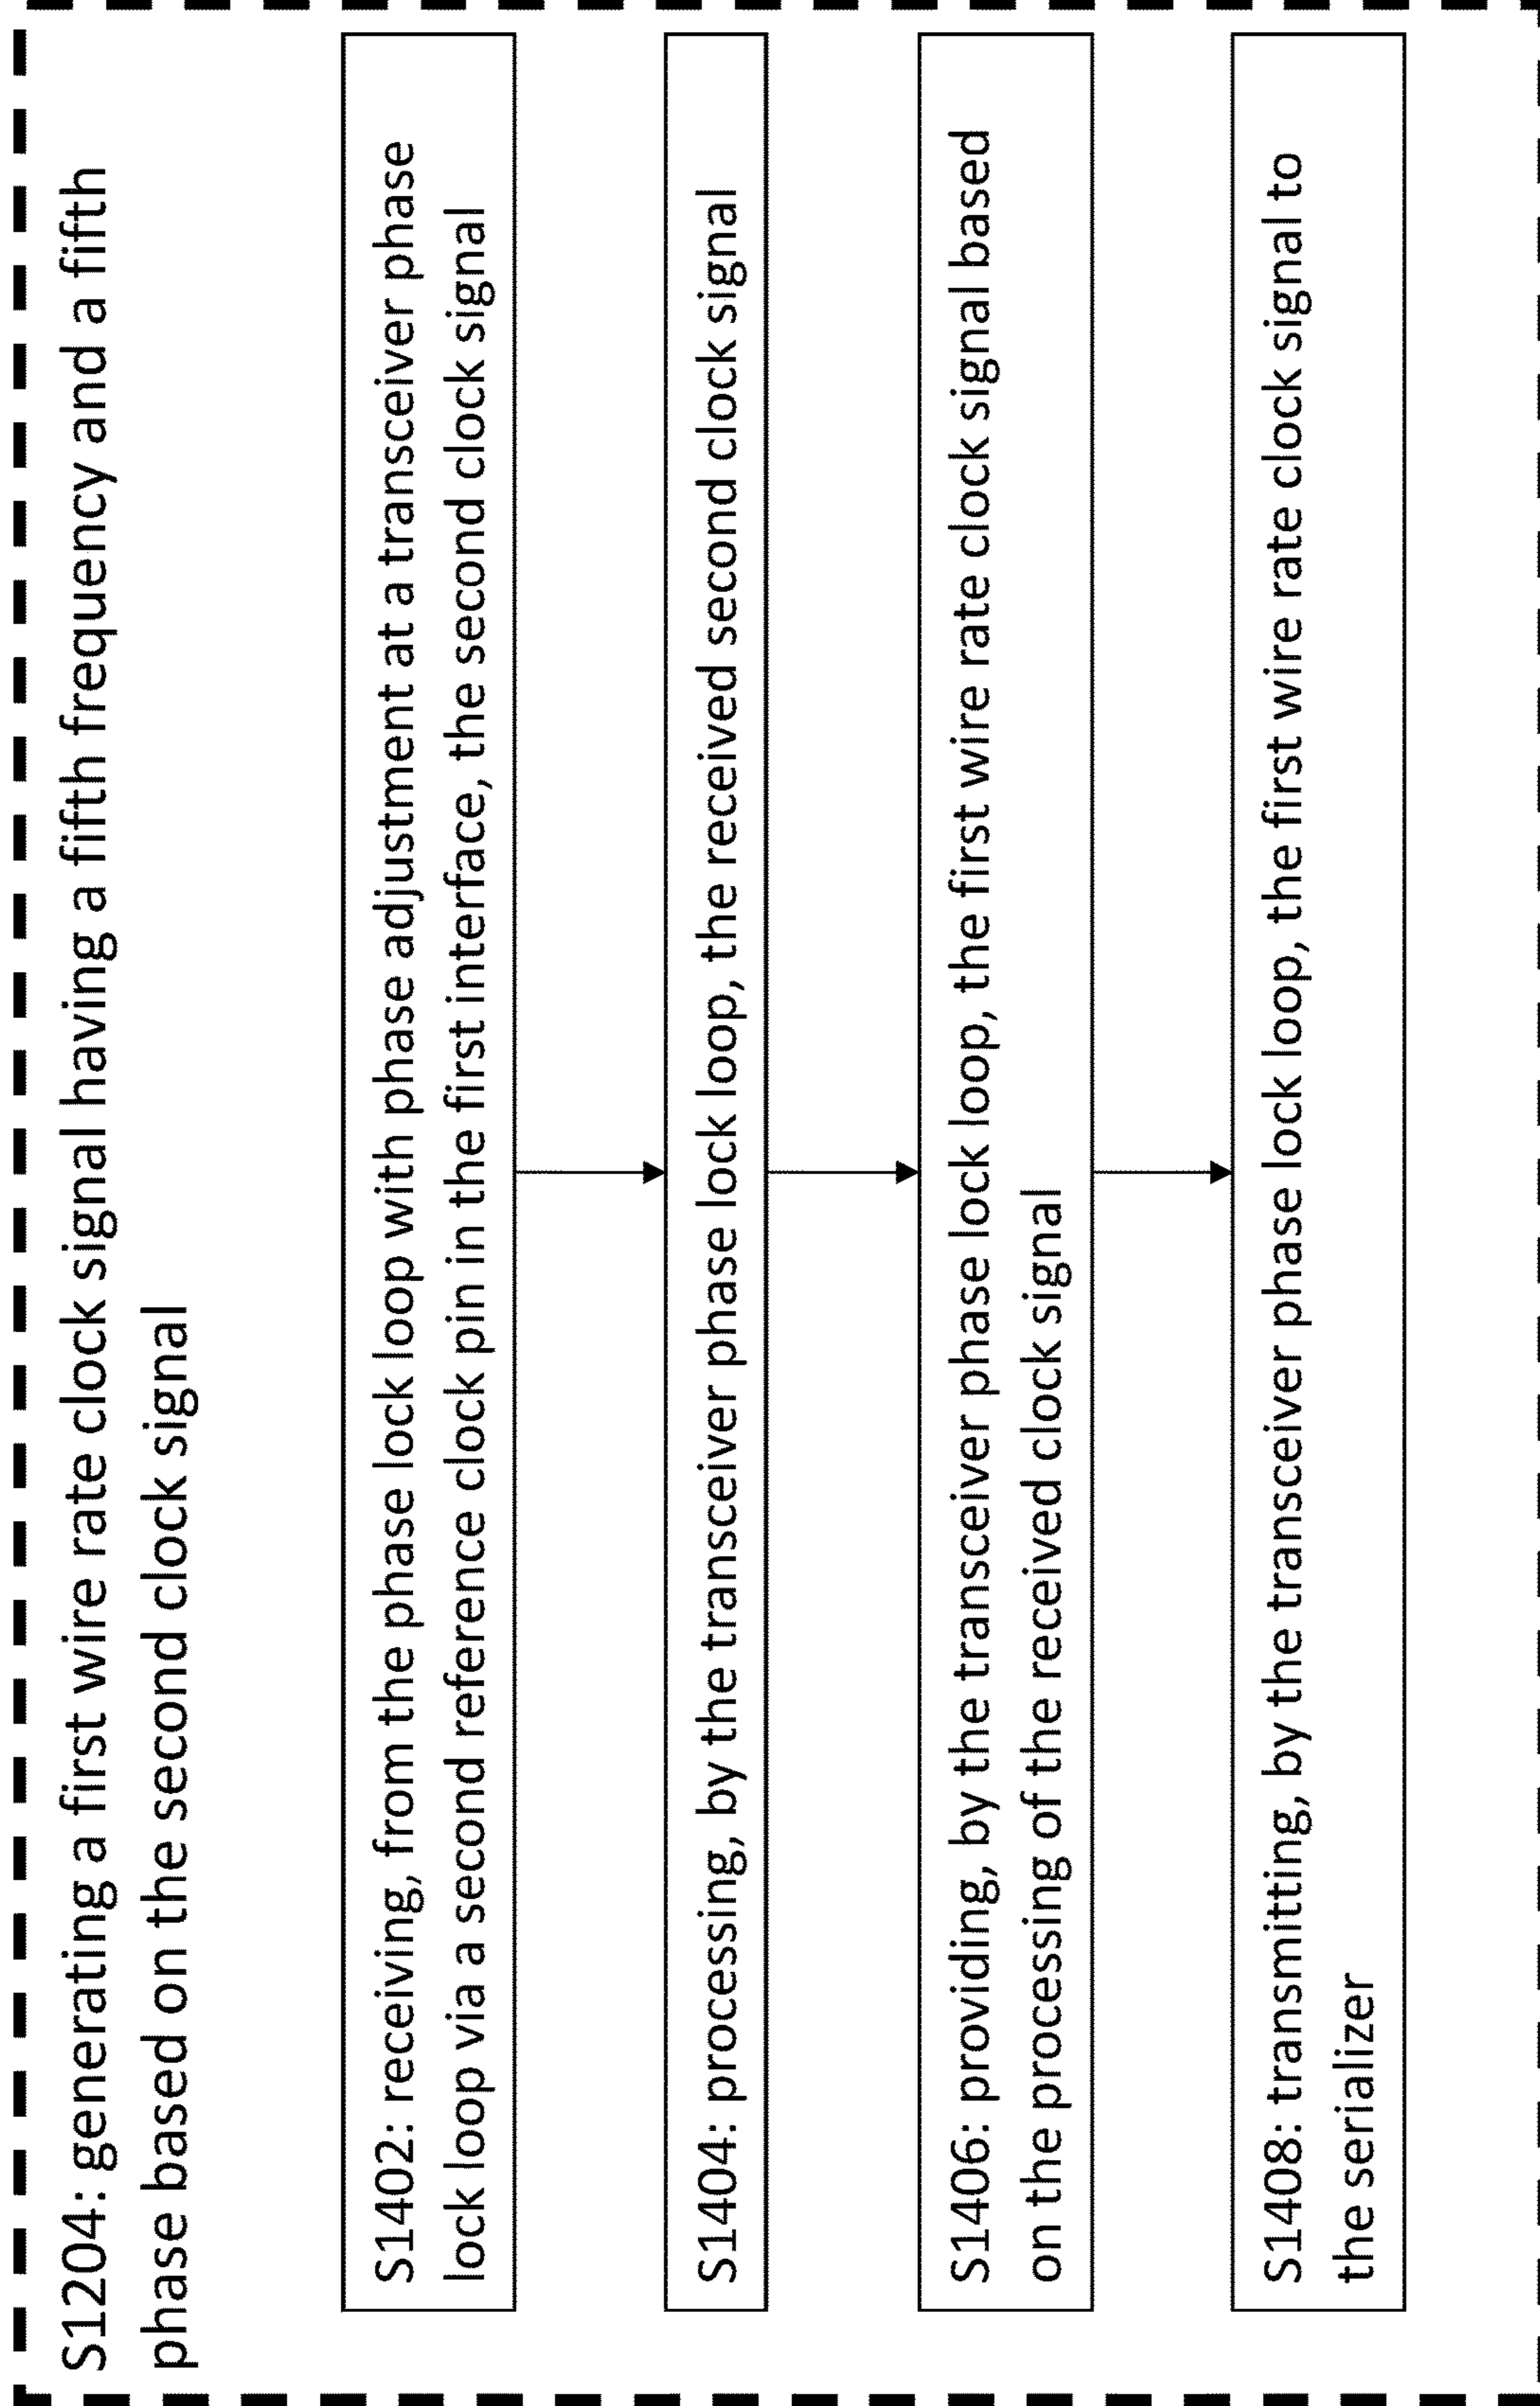 S1204: generating a first wire rate clock signal having a fifth frequency and a fifth
phase based on the second clock signal
S1402: receiving, from the phase lock loop with phase adjustment at a transceiver phase
lock loop via a second reference clock pin in the first interface, the second clock signal
S1404: processing, by the transceiver phase lock loop, the received second clock signal
S1406: providing, by the transceiver phase lock loop, the first wire rate clock signal based
on the processing of the received clock signal
S1408: transmitting, by the transceiver phase lock loop, the first wire rate clock signal to
the serializer